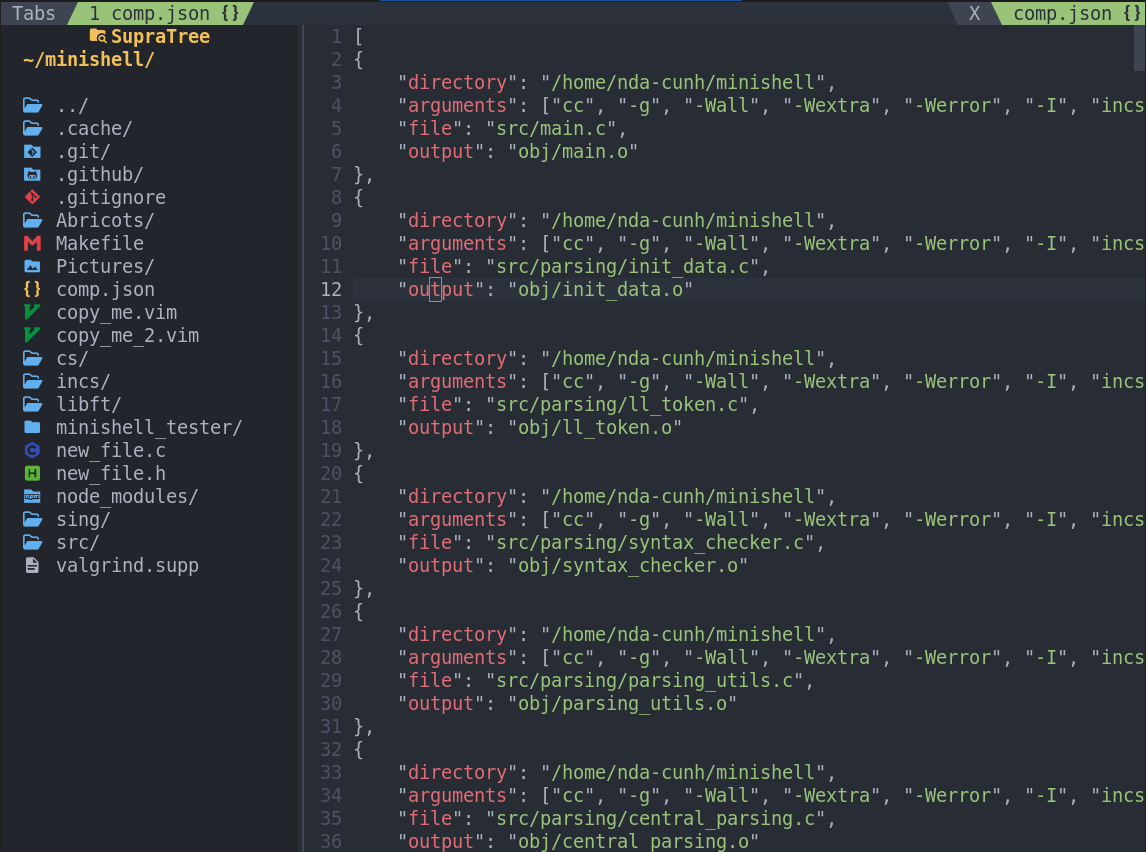 Tabs 1 comp.json {} X comp.json {}
SupraTree
~/minishell/
../
.cache/
.git/
.github/
.gitignore
Abricots/
Makefile
Pictures/
{} comp.json
copy_me.vim
copy_me_2.vim
cs/
incs/
libft/
minishell_tester/
new_file.c
new_file.h
node_modules/
sing/
src/
valgrind.supp
1 [
2 {
3 "directory": "/home/nda-cunh/minishell",
4 "arguments": ["cc", "-g", "-Wall", "-Wextra", "-Werror", "-I", "incs
5 "file": "src/main.c",
6 "output": "obj/main.o"
7 },
8 {
9 "directory": "/home/nda-cunh/minishell",
10 "arguments": ["cc", "-g", "-Wall", "-Wextra", "-Werror", "-I", "incs
11 "file": "src/parsing/init_data.c",
12 "output": "obj/init_data.o"
13 },
14 {
15 "directory": "/home/nda-cunh/minishell",
16 "arguments": ["cc", "-g", "-Wall", "-Wextra", "-Werror", "-I", "incs
17 "file": "src/parsing/ll_token.c",
18 "output": "obj/ll_token.o"
19 },
20 {
21 "directory": "/home/nda-cunh/minishell",
22 "arguments": ["cc", "-g", "-Wall", "-Wextra", "-Werror", "-I", "incs
23 "file": "src/parsing/syntax_checker.c",
24 "output": "obj/syntax_checker.o"
25 },
26 {
27 "directory": "/home/nda-cunh/minishell",
28 "arguments": ["cc", "-g", "-Wall", "-Wextra", "-Werror", "-I", "incs
29 "file": "src/parsing/parsing_utils.c",
30 "output": "obj/parsing_utils.o"
31 },
32 {
33 "directory": "/home/nda-cunh/minishell",
34 "arguments": ["cc", "-g", "-Wall", "-Wextra", "-Werror", "-I", "incs
35 "file": "src/parsing/central_parsing.c",
36 "output": "obj/central_parsing.o"